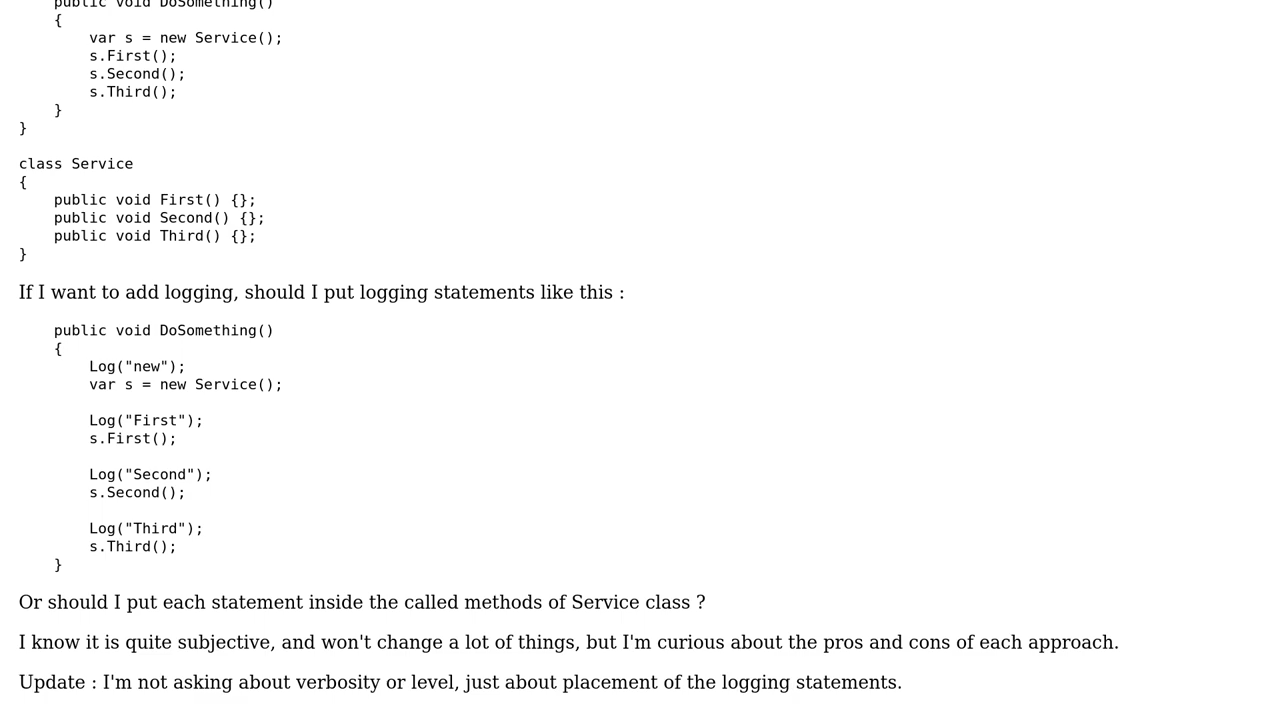 public void DoSomething()
    {
        var s = new Service();
        s.First();
        s.Second();
        s.Third();
    }
}

class Service
{
    public void First() {};
    public void Second() {};
    public void Third() {};
}
If I want to add logging, should I put logging statements like this :
    public void DoSomething()
    {
        Log("new");
        var s = new Service();

        Log("First");
        s.First();

        Log("Second");
        s.Second();

        Log("Third");
        s.Third();
    }
Or should I put each statement inside the called methods of Service class ?
I know it is quite subjective, and won't change a lot of things, but I'm curious about the pros and cons of each approach.
Update : I'm not asking about verbosity or level, just about placement of the logging statements.